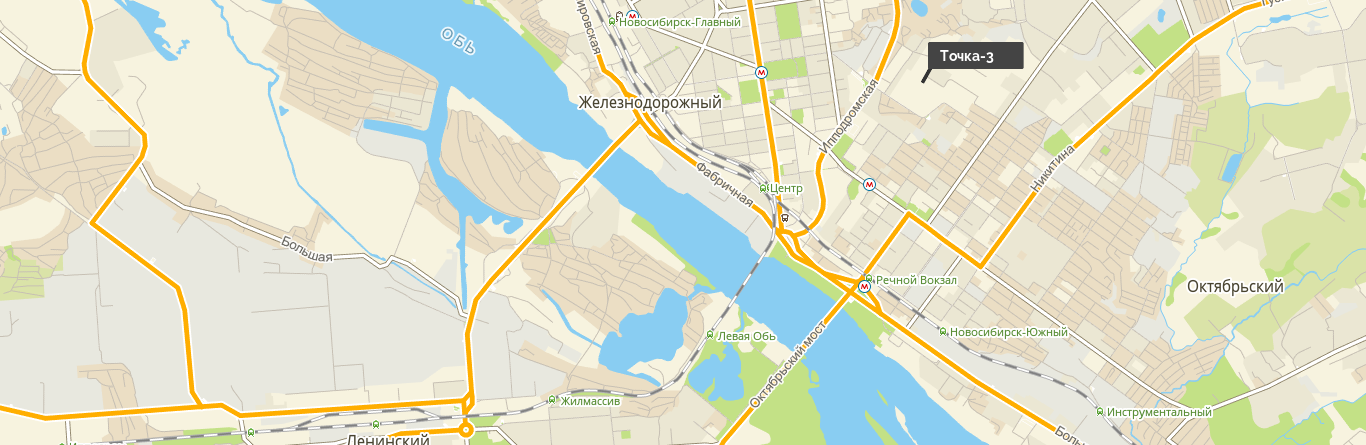 Новосибирск-Главный
Точка-3
ОБЬ
Железнодорожный
Ипподромская
Фабричная
Центр
Никитина
Большая
Речной Вокзал
Октябрьский
Левая Обь
Новосибирск-Южный
Октябрьский мост
Жилмассив
Инструментальный
Ленинский